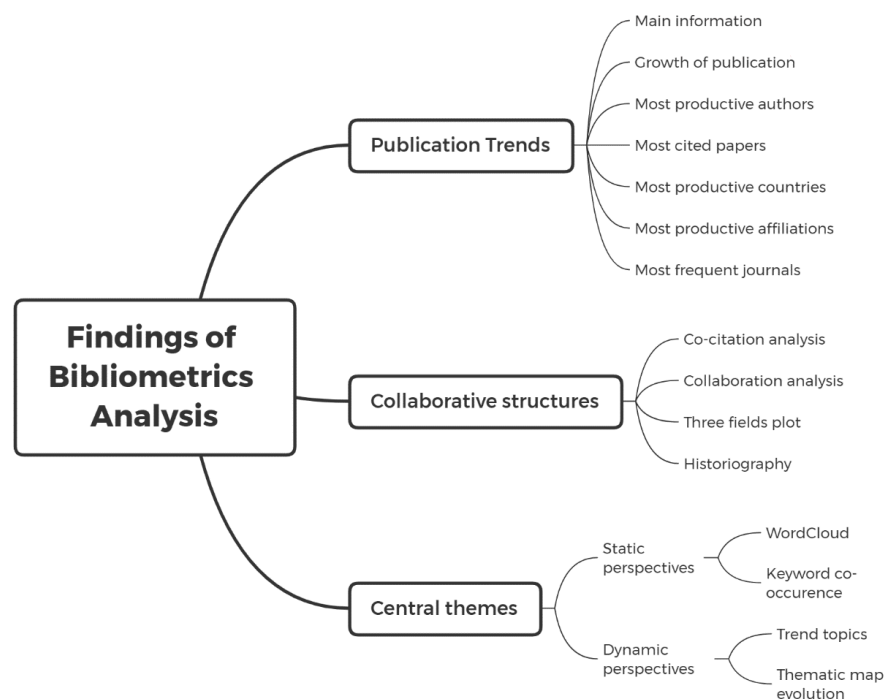 Findings of
Bibliometrics
Analysis
Publication Trends
Main information
Growth of publication
Most productive authors
Most cited papers
Most productive countries
Most productive affiliations
Most frequent journals
Collaborative structures
Co-citation analysis
Collaboration analysis
Three fields plot
Historiography
Central themes
Static
perspectives
WordCloud
Keyword co-
occurence
Dynamic
perspectives
Trend topics
Thematic map
evolution